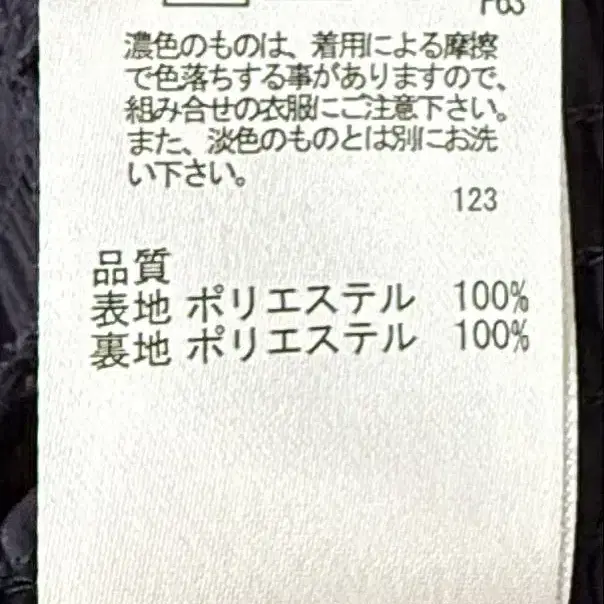 濃色のものは、着用による摩擦
で色落ちする事がありますので、
組み合せの衣服にご注意下さい。
また、淡色のものとは別にお洗
い下さい。
123
品質
表地 ポリエステル 100%
裏地 ポリエステル 100%